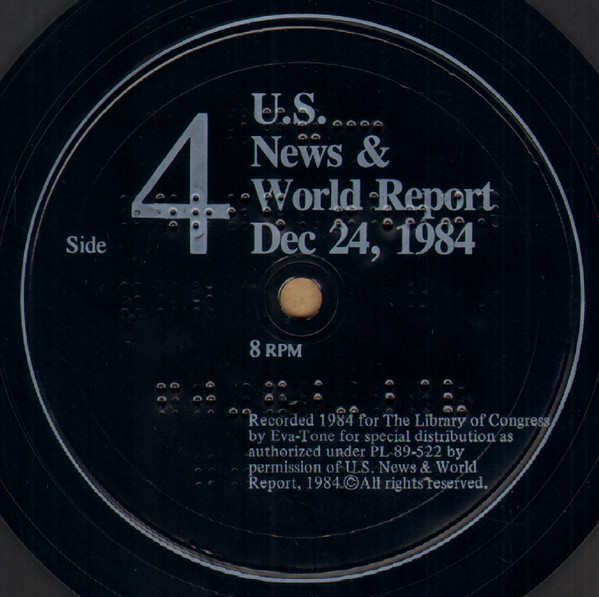 U.S.
News &
World Report
Dec 24, 1984
Side 4
8 RPM
Recorded 1984 for The Library of Congress
by Eva-Tone for special distribution as
authorized under PL 89-522 by
permission of U.S. News & World
Report, 1984.©All rights reserved.